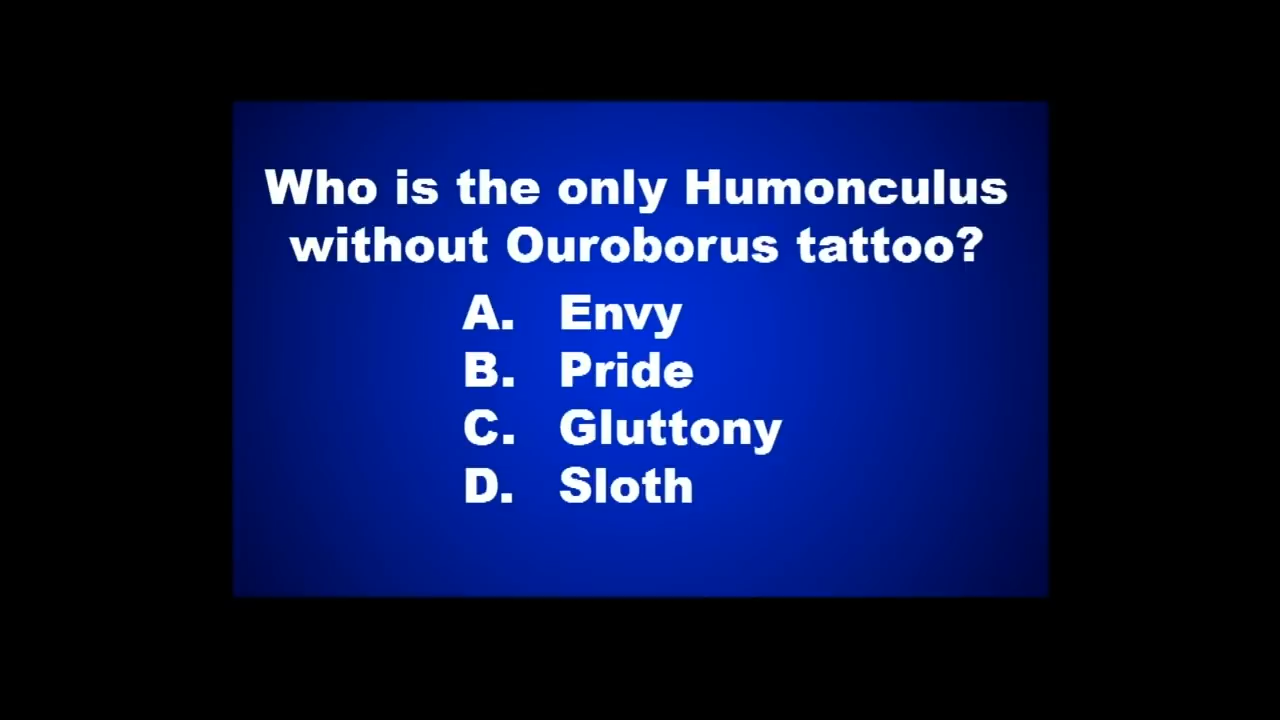 Who is the only Humonculus
without Ouroborus tattoo?
A. Envy
B. Pride
C. Gluttony
D. Sloth